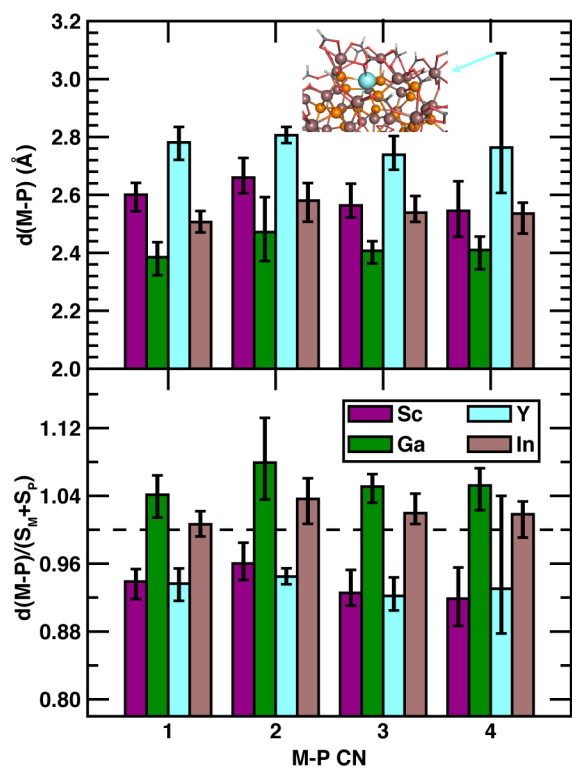 3.2
3.0
2.8
2.6
2.4
2.2
2.0
d(M-P) (Å)
1.12
1.04
0.96
0.88
0.80
d(M-P)/(S_M+S_P)
Sc Y
Ga In
1 2 3 4
M-P CN